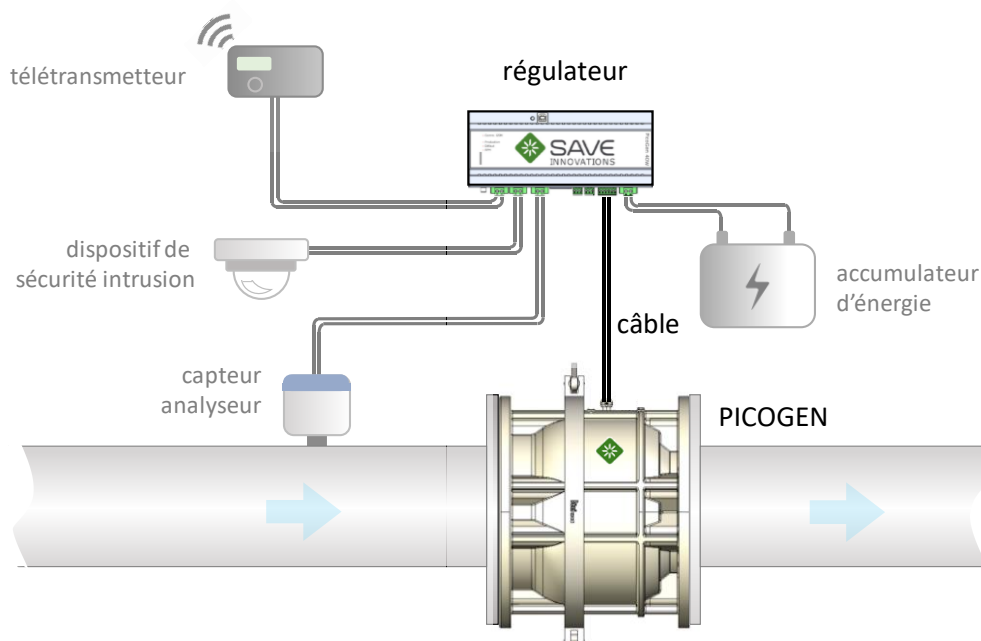 télétransmetteur
régulateur
SAVE
INNOVATIONS
dispositif de
sécurité intrusion
accumulateur
d'énergie
câble
capteur
analyseur
PICOGEN